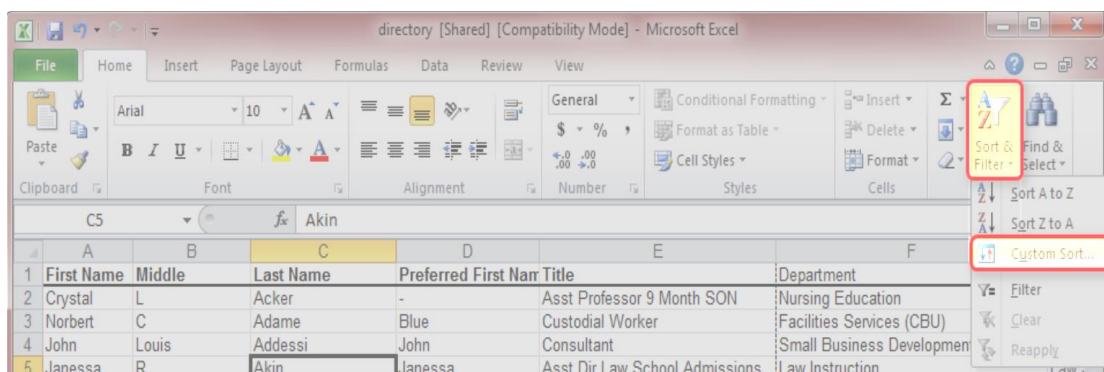 directory [Shared] [Compatibility Mode] - Microsoft Excel
File Home Insert Page Layout Formulas Data Review View
Arial 10 A A General Conditional Formatting Insert Σ
Paste B I U A $ % , Format as Table Delete Sort & Filter Find & Select
.0 .00 .00 .0 Cell Styles Format
Clipboard Font Alignment Number Styles Cells
Sort A to Z
Sort Z to A
Custom Sort...
Filter
Clear
Reapply
C5 fx Akin
A B C D E F
1 First Name Middle Last Name Preferred First Nam Title Department
2 Crystal L Acker - Asst Professor 9 Month SON Nursing Education
3 Norbert C Adame Blue Custodial Worker Facilities Services (CBU)
4 John Louis Addessi John Consultant Small Business Developmen
5 Janessa R Akin Janessa Asst Dir Law School Admissions Law Instruction